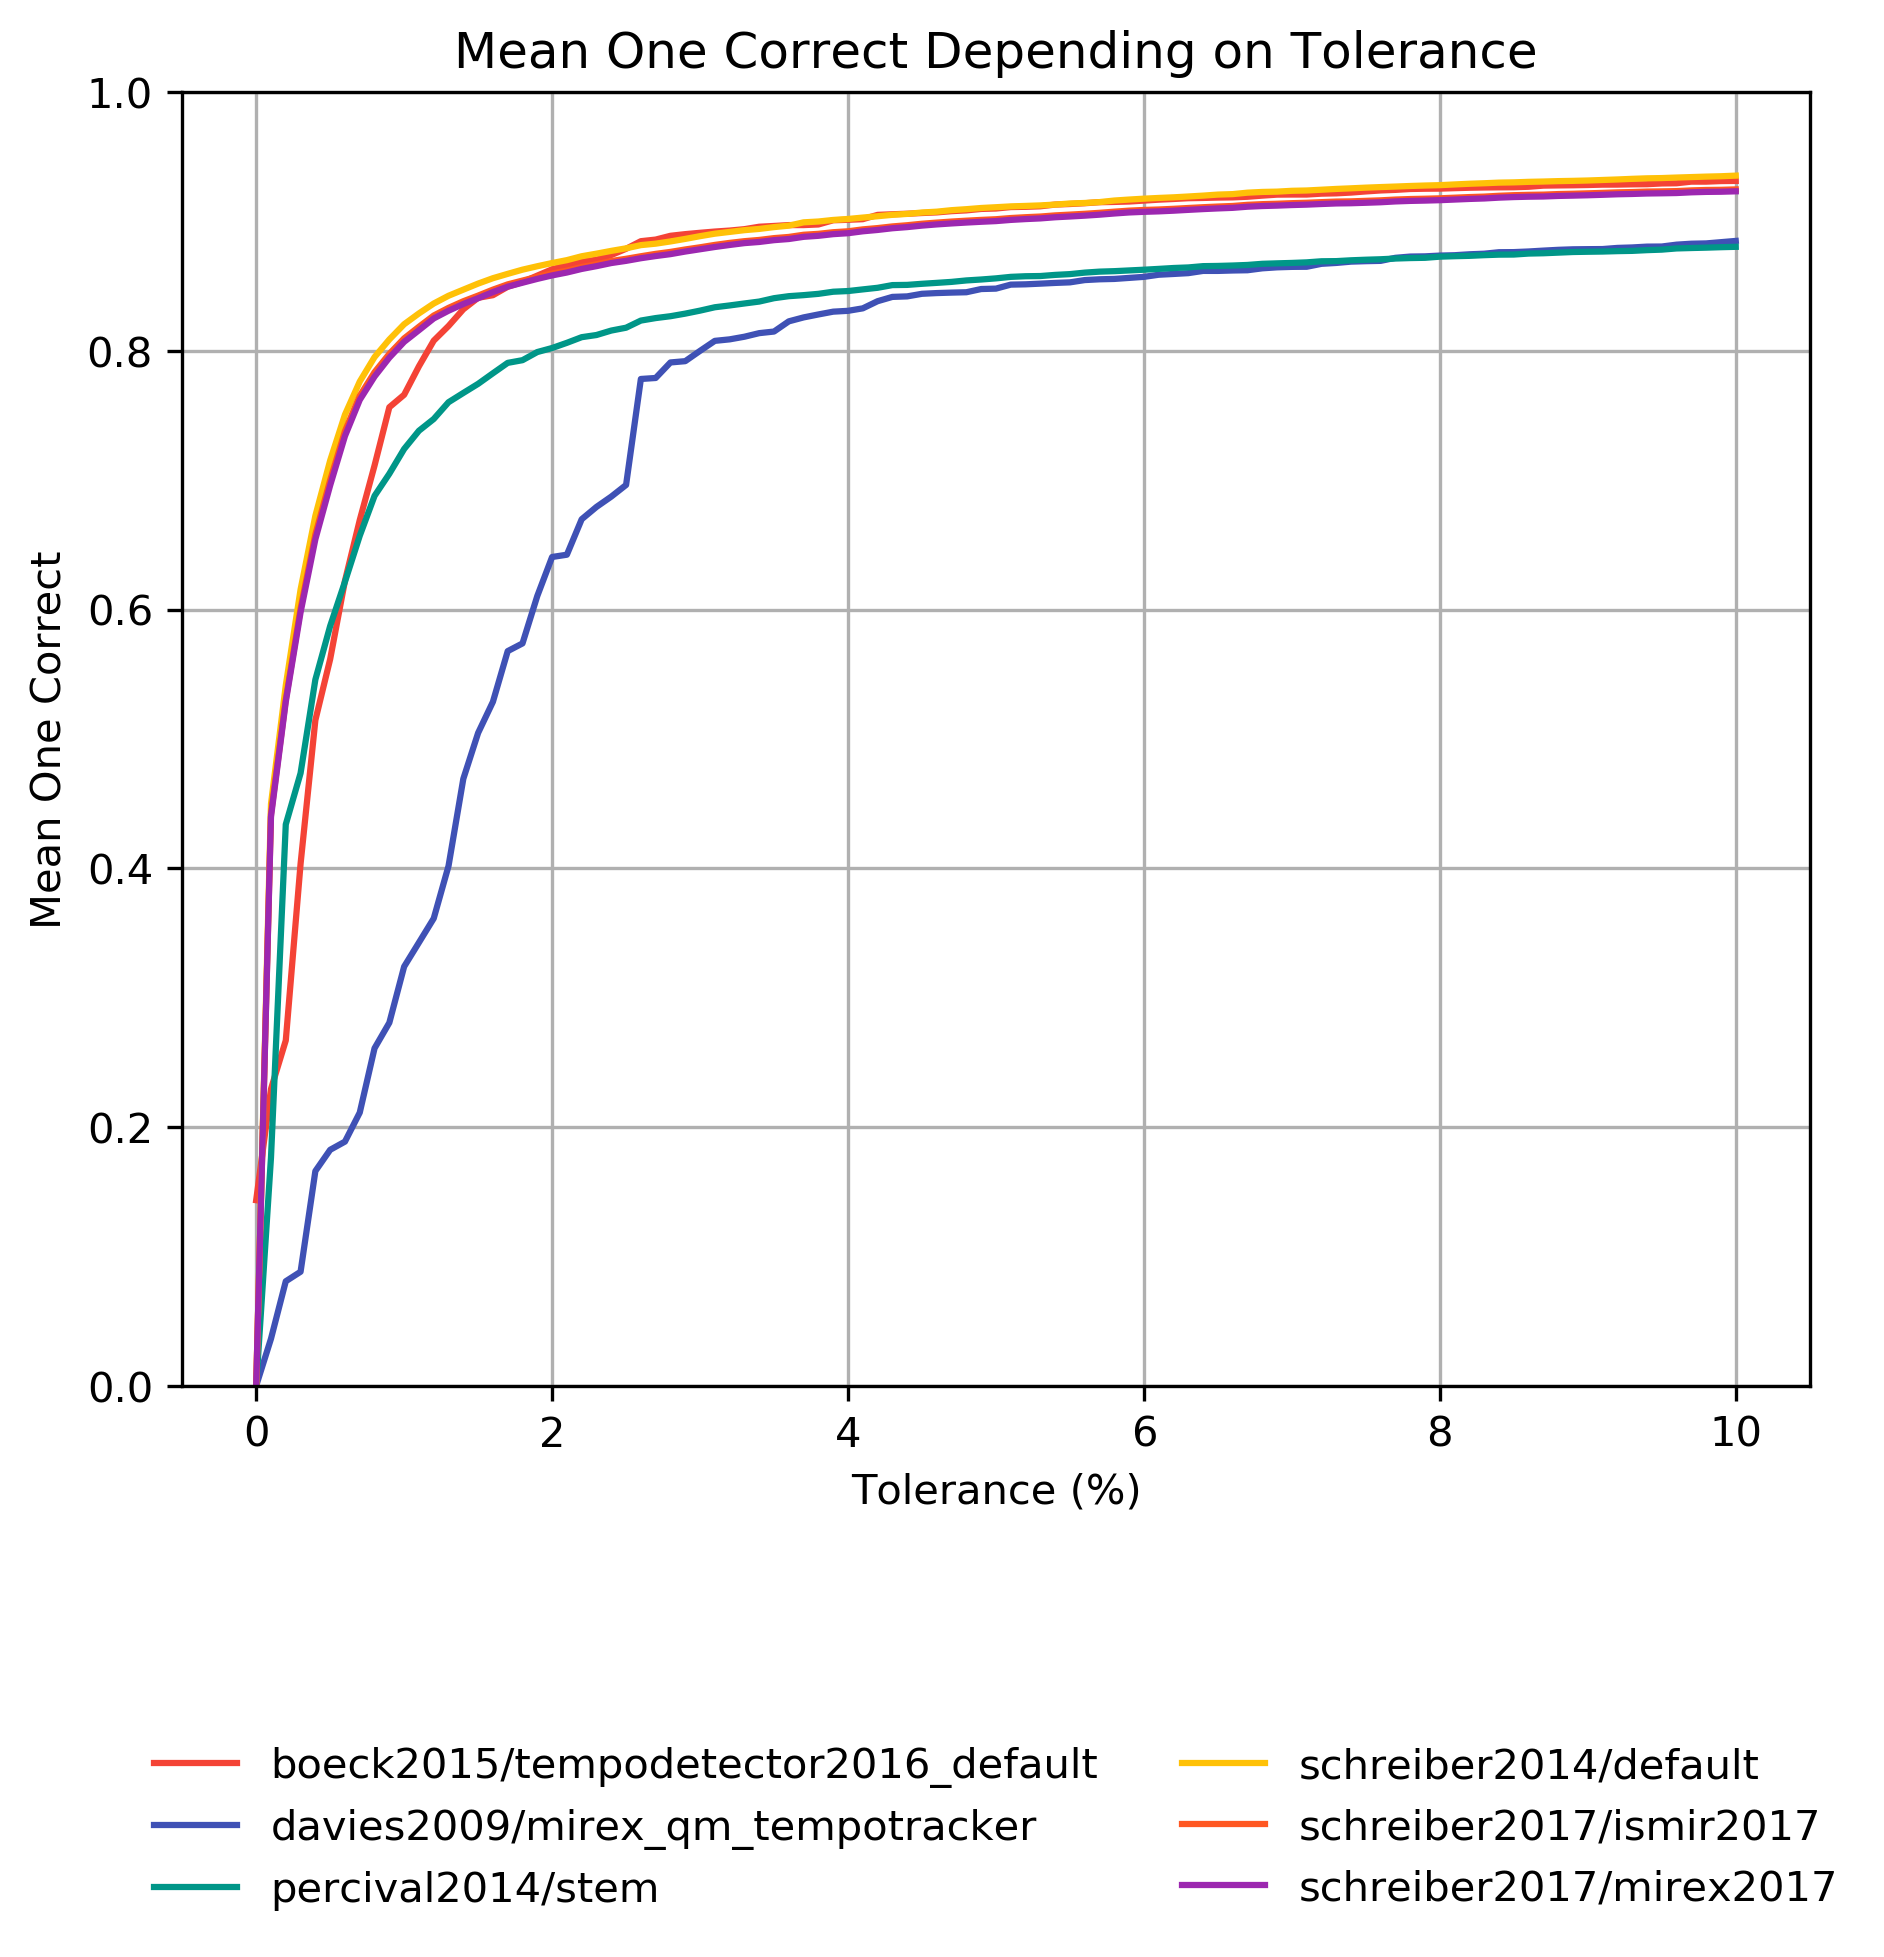 Mean One Correct Depending on Tolerance
1.0
0.8
0.6
0.4
0.2
0.0
Mean One Correct
0 2 4 6 8 10
Tolerance (%)
boeck2015/tempodetector2016_default
davies2009/mirex_qm_tempotracker
percival2014/stem
schreiber2014/default
schreiber2017/ismir2017
schreiber2017/mirex2017